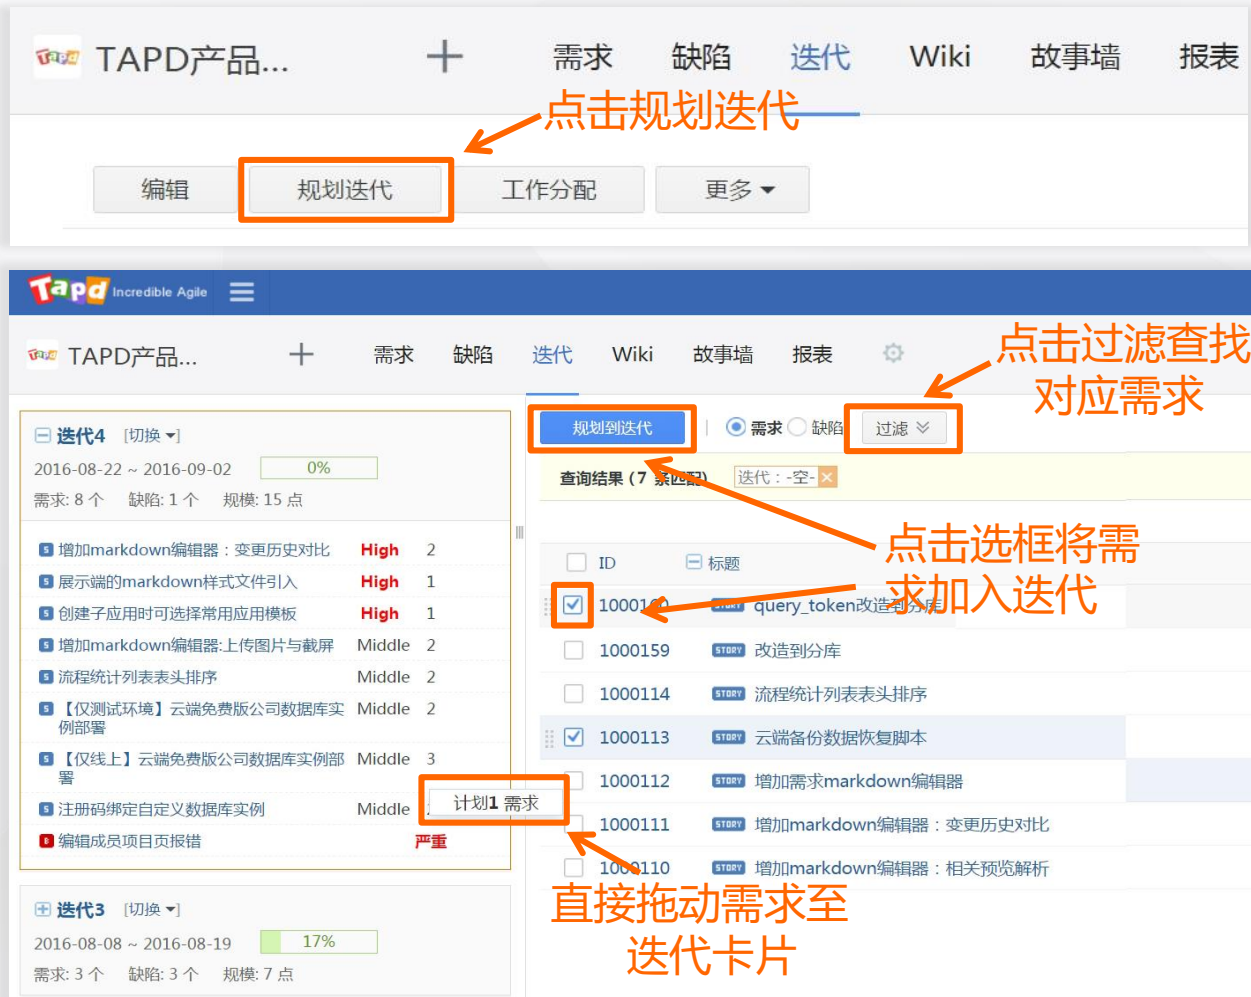 Tapd TAPD产品... + 需求 缺陷 迭代 Wiki 故事墙 报表
点击规划迭代
编辑 规划迭代 工作分配 更多
Tapd Incredible Agile
Tapd TAPD产品... + 需求 缺陷 迭代 Wiki 故事墙 报表
点击过滤查找
对应需求
迭代4 [切换]
2016-08-22 ~ 2016-09-02 0%
需求: 8 个 缺陷: 1 个 规模: 15 点
S 增加markdown编辑器：变更历史对比 High 2
S 展示端的markdown样式文件引入 High 1
S 创建子应用时可选择常用应用模板 High 1
S 增加markdown编辑器:上传图片与截屏 Middle 2
S 流程统计列表表头排序 Middle 2
S 【仅测试环境】云端免费版公司数据库实 Middle 2
例部署
S 【仅线上】云端免费版公司数据库实例部 Middle 3
署
S 注册码绑定自定义数据库实例 Middle
B 编辑成员项目页报错 严重
计划1 需求
迭代3 [切换]
2016-08-08 ~ 2016-08-19 17%
需求: 3 个 缺陷: 3 个 规模: 7 点
规划到迭代 | 需求 缺陷 过滤
查询结果 (7 条匹配) 迭代：-空- ×
点击选框将需
求加入迭代
ID 标题
1000160 STORY query_token改造到分库
1000159 STORY 改造到分库
1000114 STORY 流程统计列表表头排序
1000113 STORY 云端备份数据恢复脚本
1000112 STORY 增加需求markdown编辑器
1000111 STORY 增加markdown编辑器：变更历史对比
1000110 STORY 增加markdown编辑器：相关预览解析
直接拖动需求至
迭代卡片